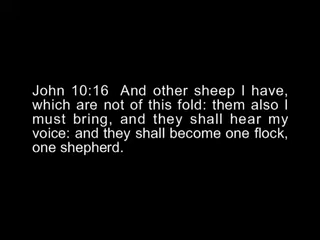 John 10:16  And other sheep I have,
which are not of this fold: them also I
must bring, and they shall hear my
voice: and they shall become one flock,
one shepherd.